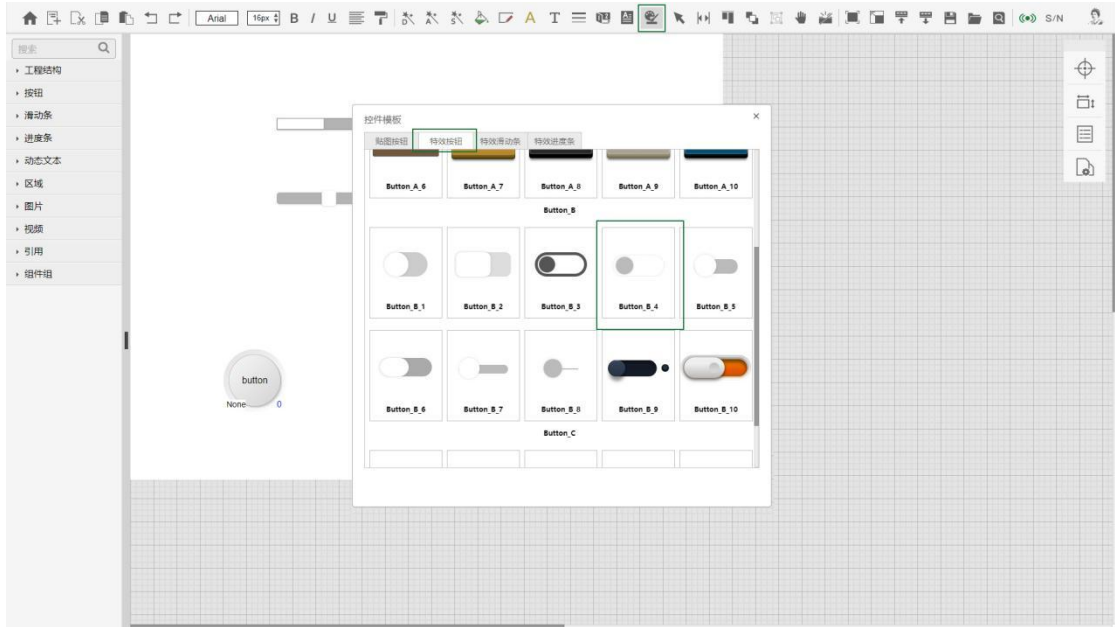 Arial 16px B I U A T S/N
搜索
工程结构
按钮
滑动条
进度条
动态文本
区域
图片
视频
引用
组件组
控件模板 ×
贴图按钮 特效按钮 特效滑动条 特效进度条
Button_A_6 Button_A_7 Button_A_8 Button_A_9 Button_A_10
Button_B
Button_B_1 Button_B_2 Button_B_3 Button_B_4 Button_B_5
Button_B_6 Button_B_7 Button_B_8 Button_B_9 Button_B_10
Button_C
button
None 0